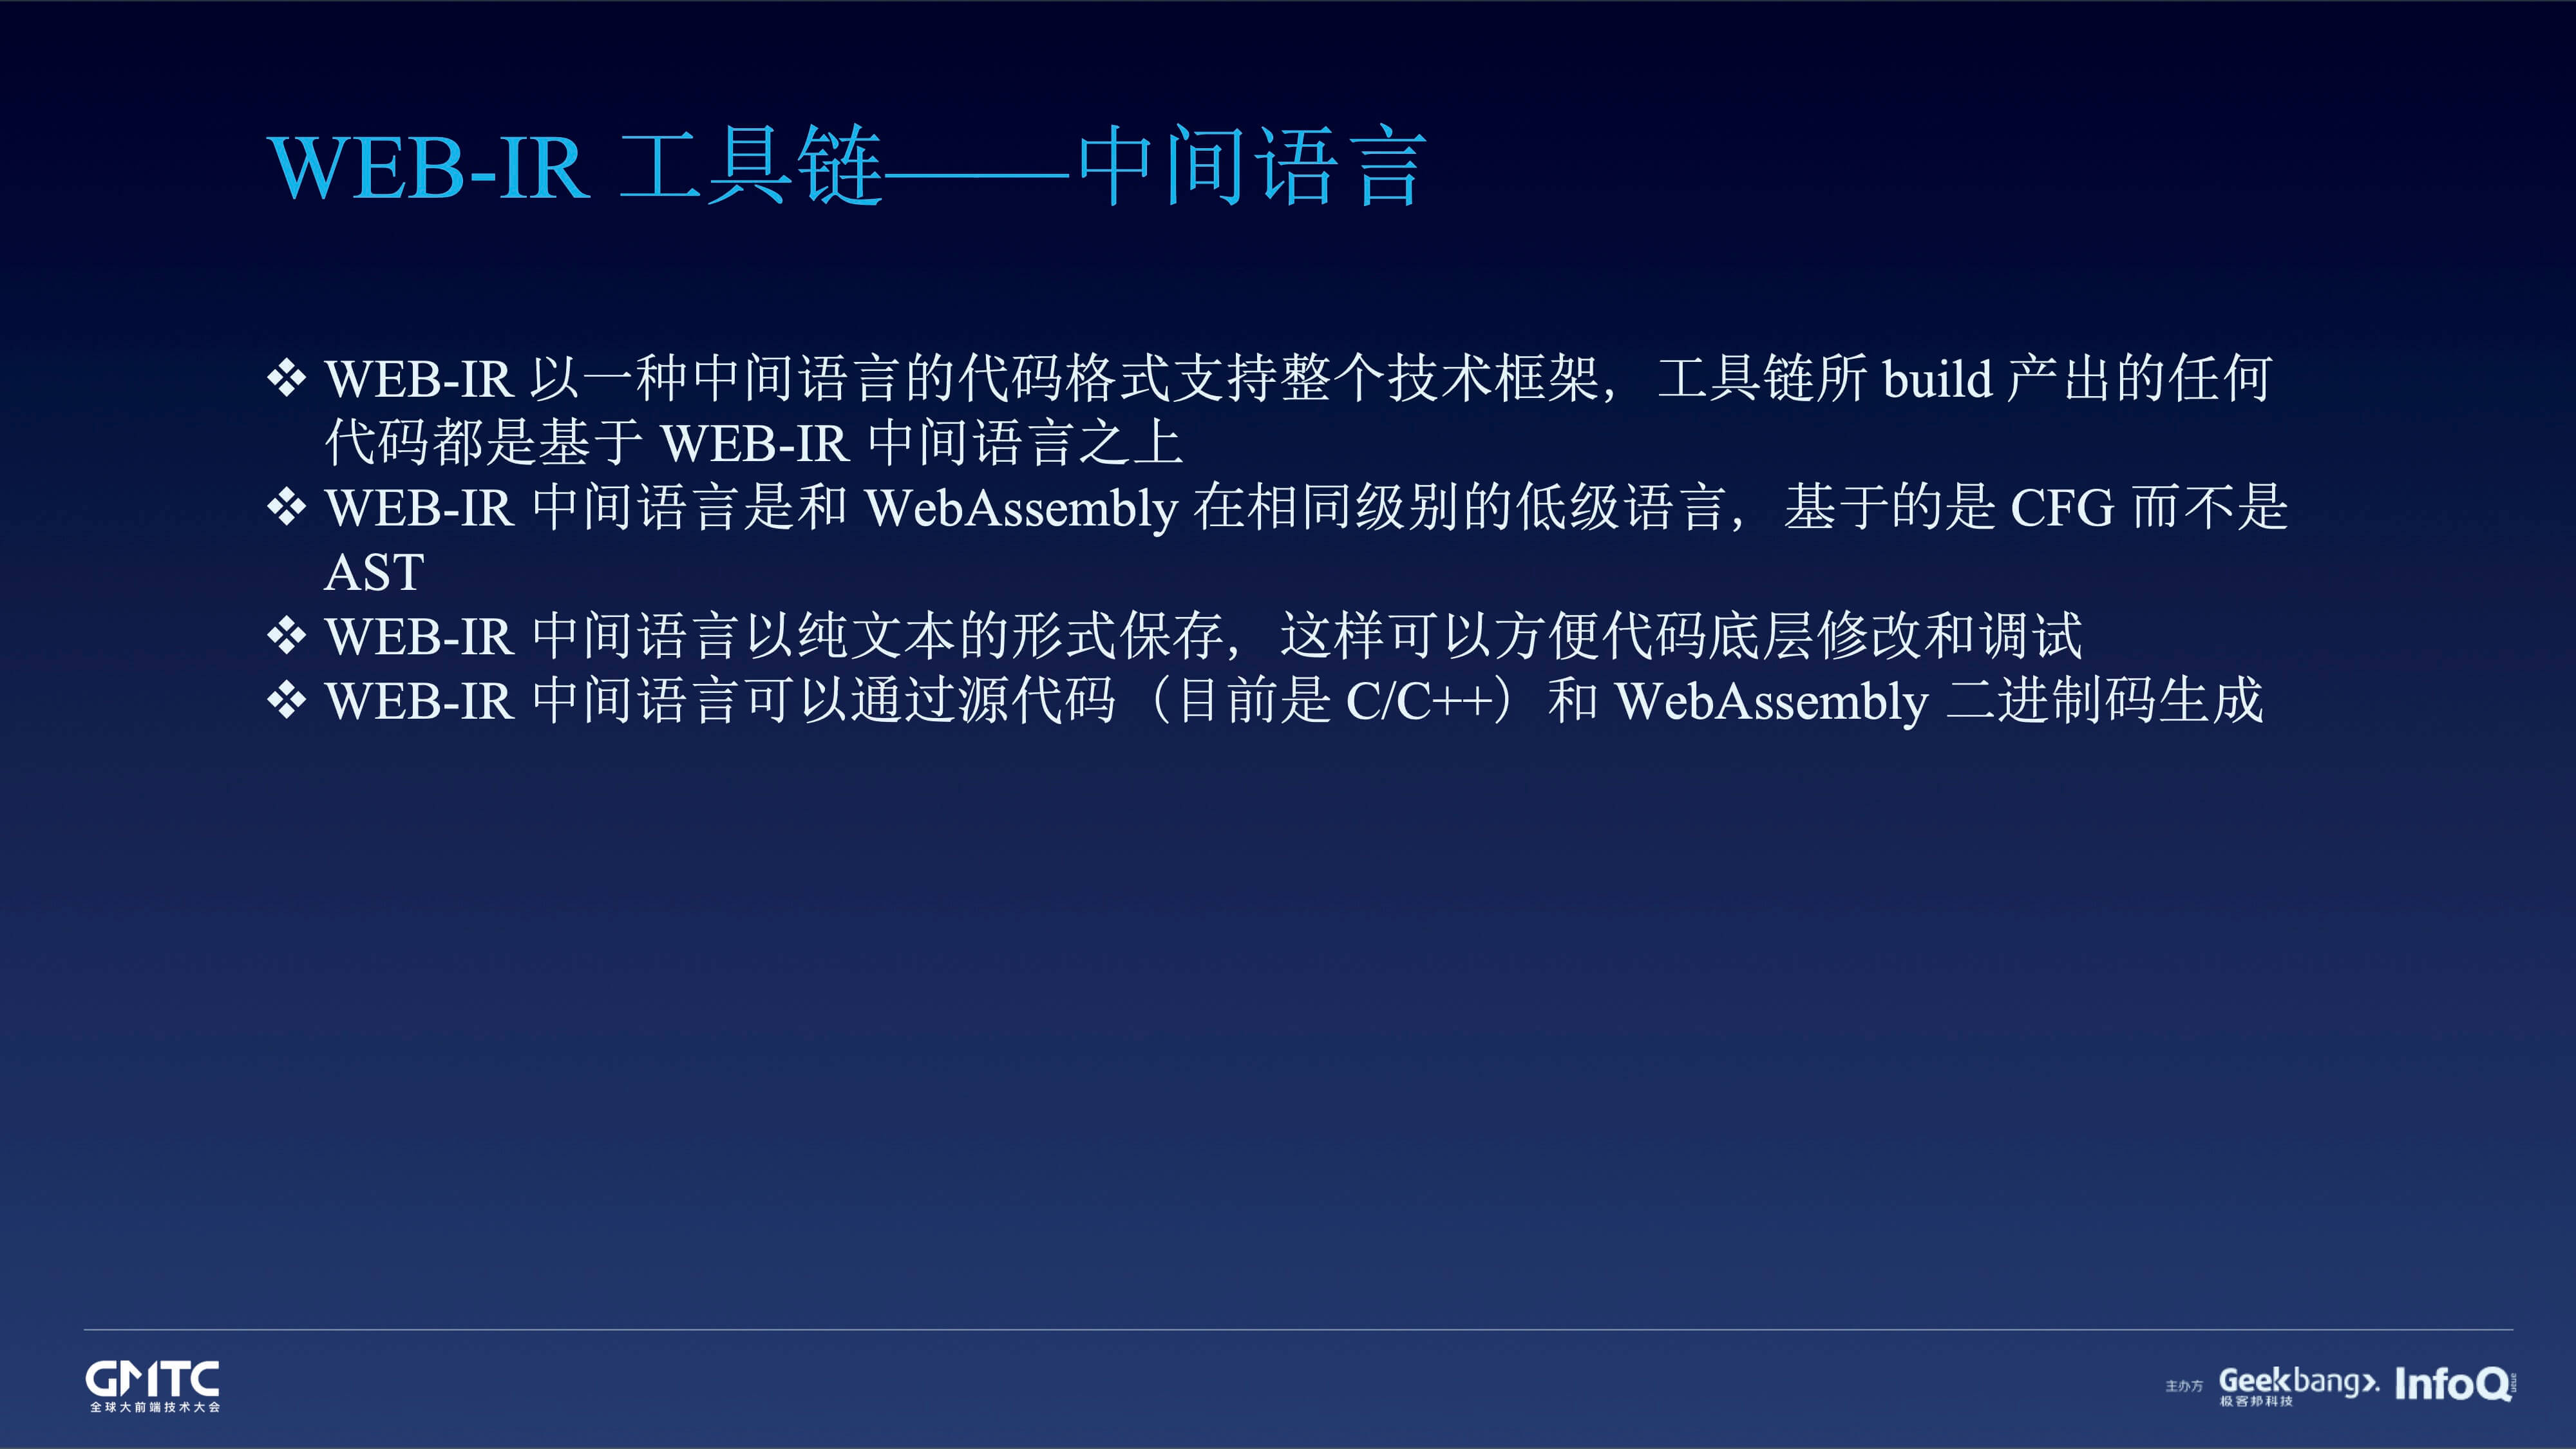 WEB-IR 工具链——中间语言
❖ WEB-IR 以一种中间语言的代码格式支持整个技术框架，工具链所 build 产出的任何
代码都是基于 WEB-IR 中间语言之上
❖ WEB-IR 中间语言是和 WebAssembly 在相同级别的低级语言，基于的是 CFG 而不是
AST
❖ WEB-IR 中间语言以纯文本的形式保存，这样可以方便代码底层修改和调试
❖ WEB-IR 中间语言可以通过源代码（目前是 C/C++）和 WebAssembly 二进制码生成
GMTC
全球大前端技术大会
主办方 Geekbang>. InfoQ
极客邦科技